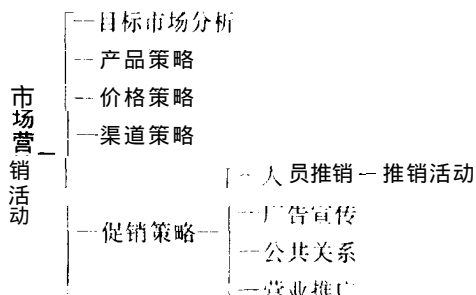 目标市场分析
产品策略
价格策略
渠道策略
市场营销活动
人员推销 — 推销活动
促销策略
广告宣传
公共关系
营业推广